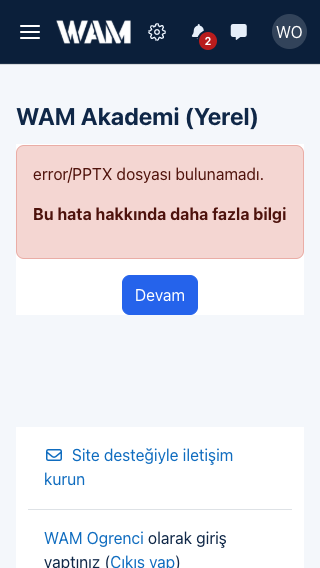 WAM
2
WO
WAM Akademi (Yerel)
error/PPTX dosyası bulunamadı.
Bu hata hakkında daha fazla bilgi
Devam
Site desteğiyle iletişim
kurun
WAM Ogrenci olarak giriş
yaptınız (Çıkış yap)